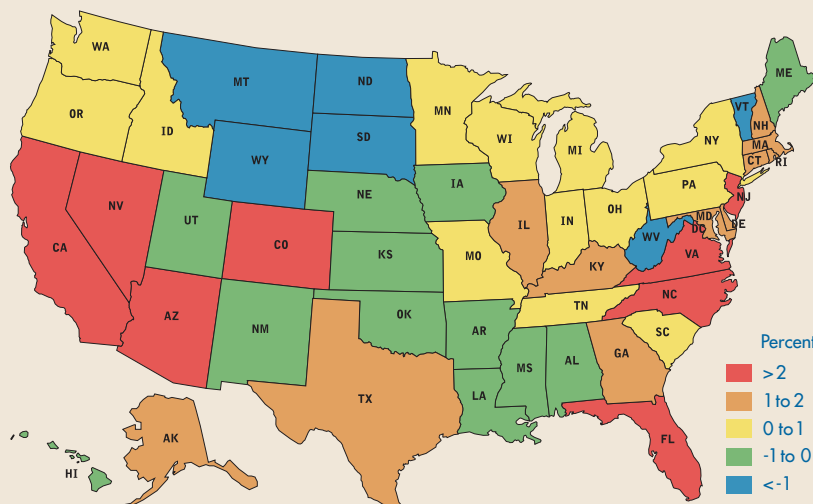 WA
MT
ND
MN
ME
VT
NH
OR
ID
SD
WI
MI
NY
MA
CT
RI
WY
IA
PA
NJ
NV
UT
NE
IL
IN
OH
MD
DE
DC
WV
CA
CO
KS
MO
KY
VA
AZ
NM
OK
TN
NC
AR
SC
MS
AL
GA
TX
LA
AK
FL
HI
Percent
>2
1 to 2
0 to 1
-1 to 0
<-1